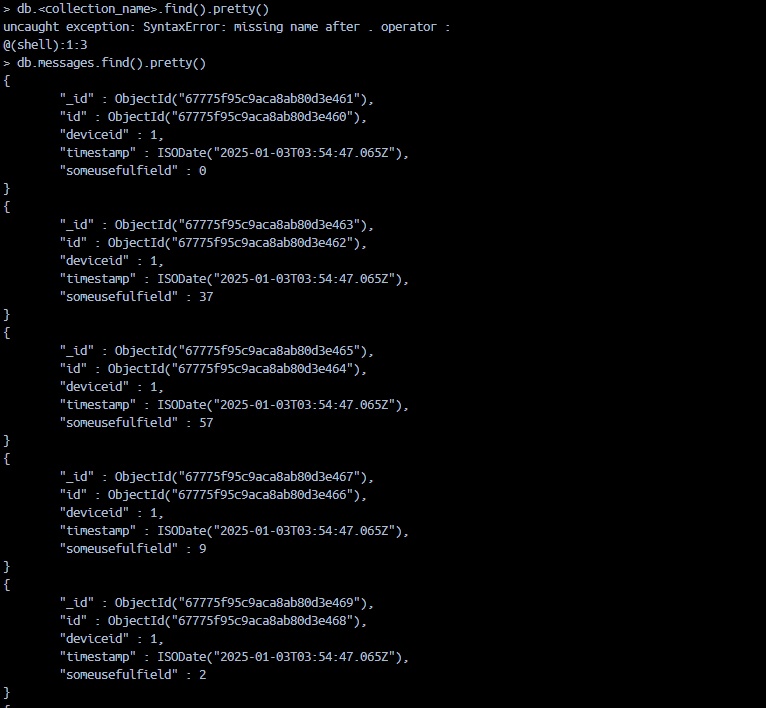 > db.<collection_name>.find().pretty()
uncaught exception: SyntaxError: missing name after . operator :
@(shell):1:3
> db.messages.find().pretty()
{
        "_id" : ObjectId("67775f95c9aca8ab80d3e461"),
        "id" : ObjectId("67775f95c9aca8ab80d3e460"),
        "deviceid" : 1,
        "timestamp" : ISODate("2025-01-03T03:54:47.065Z"),
        "someusefulfield" : 0
}
{
        "_id" : ObjectId("67775f95c9aca8ab80d3e463"),
        "id" : ObjectId("67775f95c9aca8ab80d3e462"),
        "deviceid" : 1,
        "timestamp" : ISODate("2025-01-03T03:54:47.065Z"),
        "someusefulfield" : 37
}
{
        "_id" : ObjectId("67775f95c9aca8ab80d3e465"),
        "id" : ObjectId("67775f95c9aca8ab80d3e464"),
        "deviceid" : 1,
        "timestamp" : ISODate("2025-01-03T03:54:47.065Z"),
        "someusefulfield" : 57
}
{
        "_id" : ObjectId("67775f95c9aca8ab80d3e467"),
        "id" : ObjectId("67775f95c9aca8ab80d3e466"),
        "deviceid" : 1,
        "timestamp" : ISODate("2025-01-03T03:54:47.065Z"),
        "someusefulfield" : 9
}
{
        "_id" : ObjectId("67775f95c9aca8ab80d3e469"),
        "id" : ObjectId("67775f95c9aca8ab80d3e468"),
        "deviceid" : 1,
        "timestamp" : ISODate("2025-01-03T03:54:47.065Z"),
        "someusefulfield" : 2
}
{